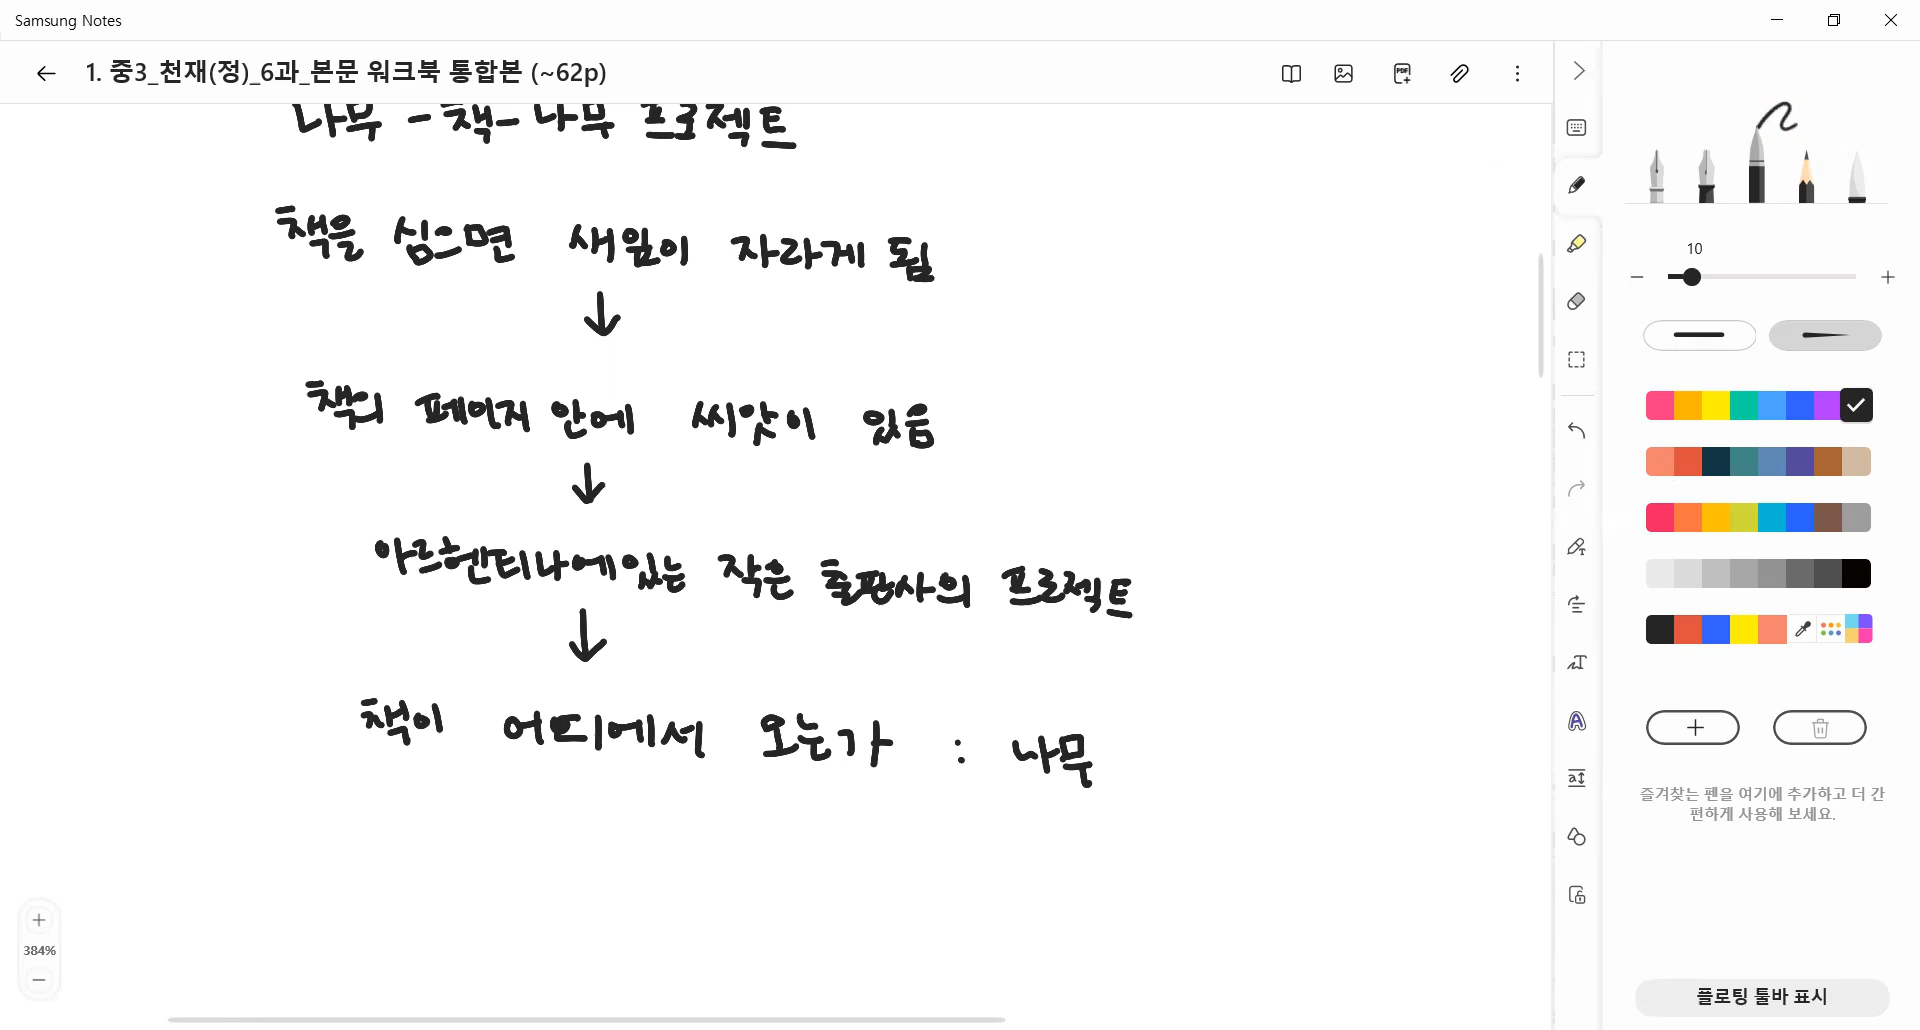 Samsung Notes
1. 중3_천재(정)_6과_본문 워크북 통합본 (~62p)
나무 - 책 - 나무 프로젝트
책을 심으면 새잎이 자라게 됨
↓
책의 페이지 안에 씨앗이 있음
↓
아르헨티나에있는 작은 출판사의 프로젝트
↓
책이 어디에서 오는가 : 나무
10
즐겨찾는 펜을 여기에 추가하고 더 간
편하게 사용해 보세요.
384%
플로팅 툴바 표시